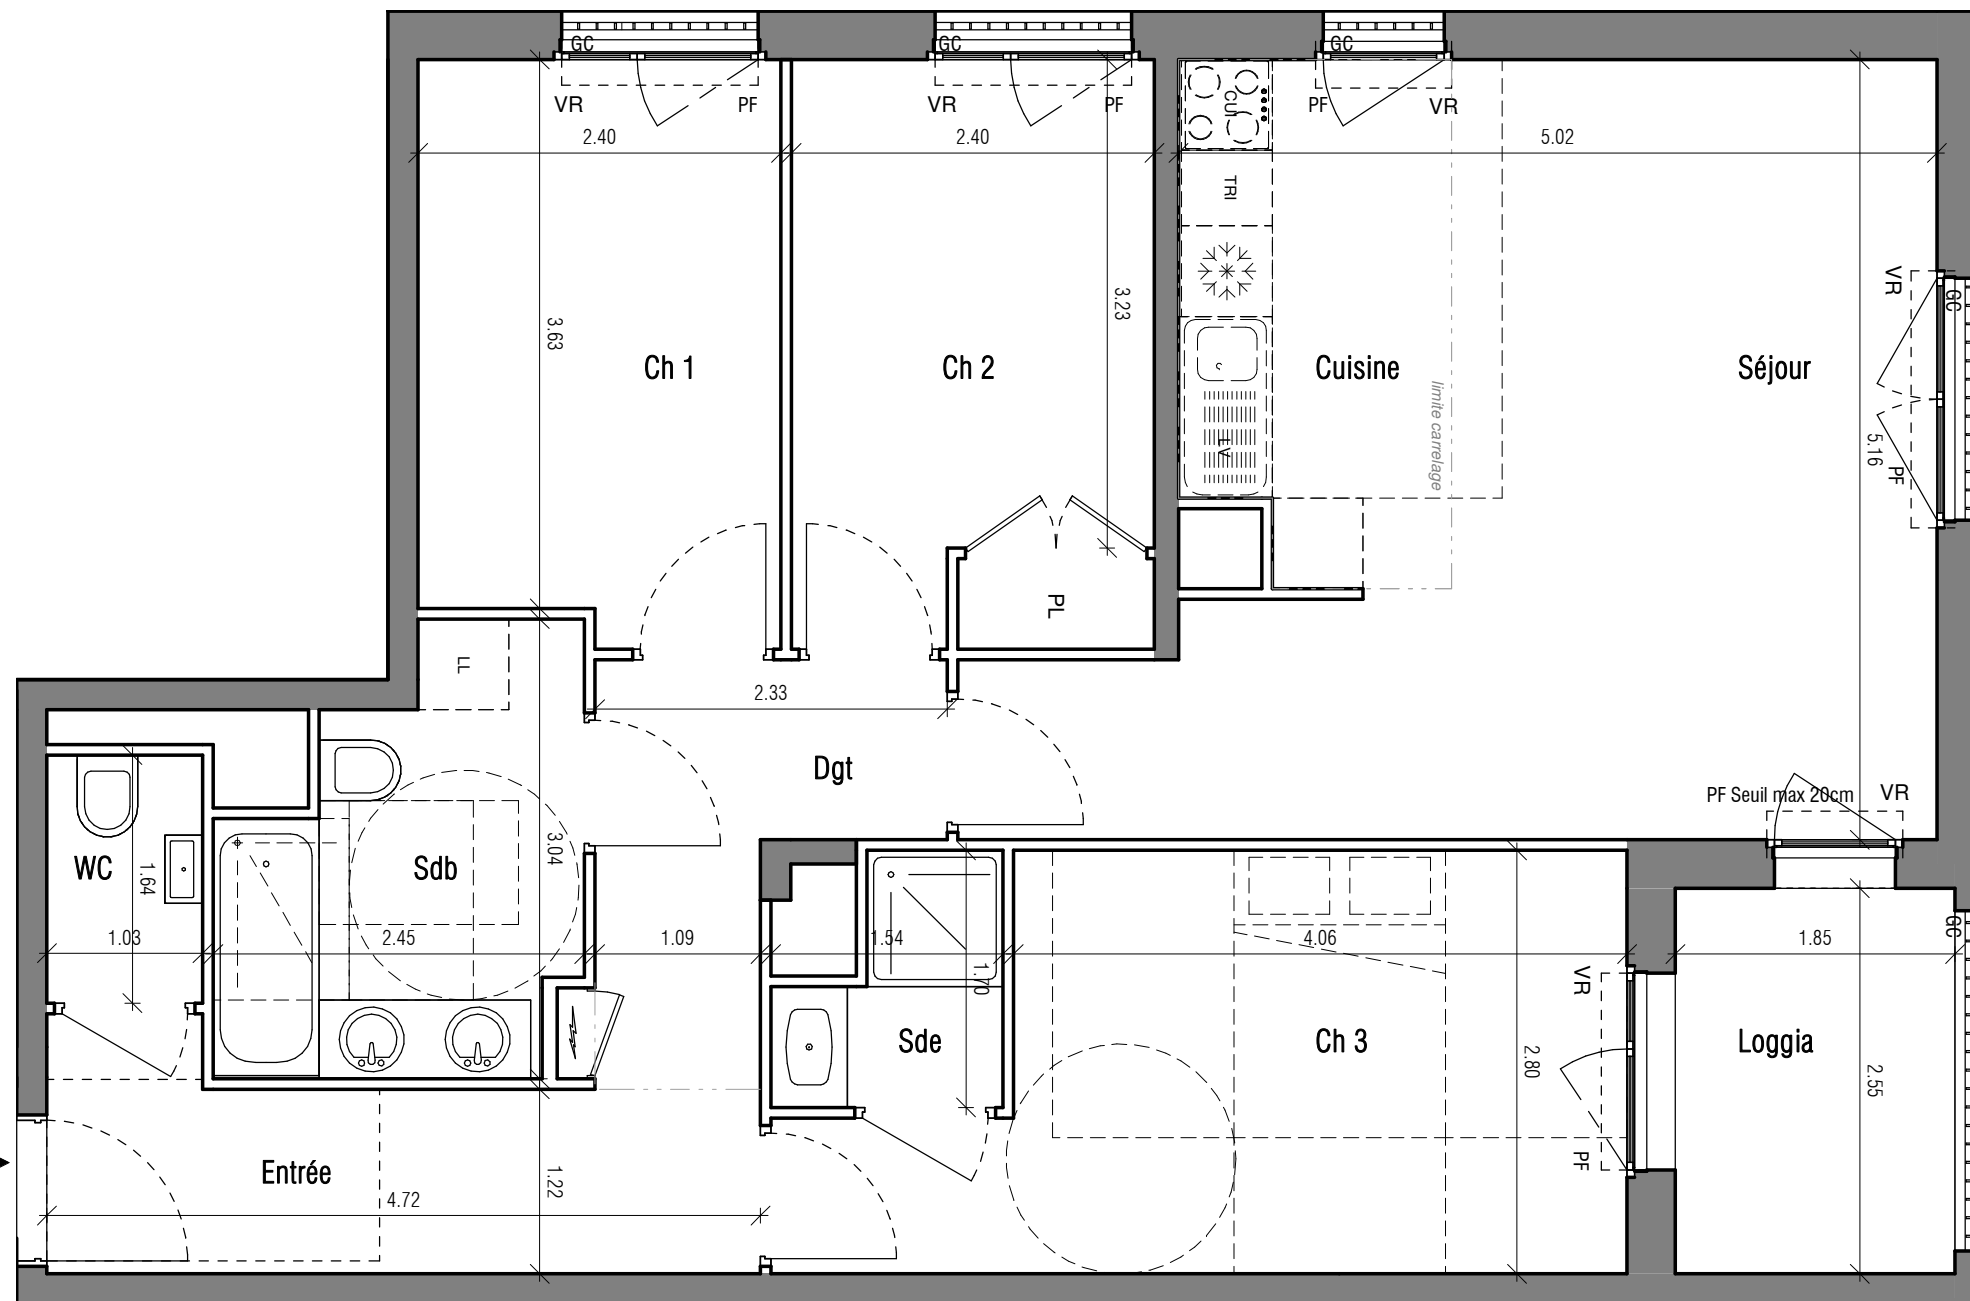 GC
GC
GC
VR
PF
VR
PF
PF
VR
CUI
2.40
2.40
5.02
TRI
VR
GC
3.63
3.23
Ch 1
Ch 2
Cuisine
Séjour
limite carrelage
LV
5.16
PF
PL
LL
2.33
Dgt
PF Seuil max 20cm
VR
WC
1.64
Sdb
3.04
1.03
2.45
1.09
1.54
4.06
1.85
GC
1.70
VR
Sde
Ch 3
2.80
Loggia
2.55
PF
Entrée
1.22
4.72